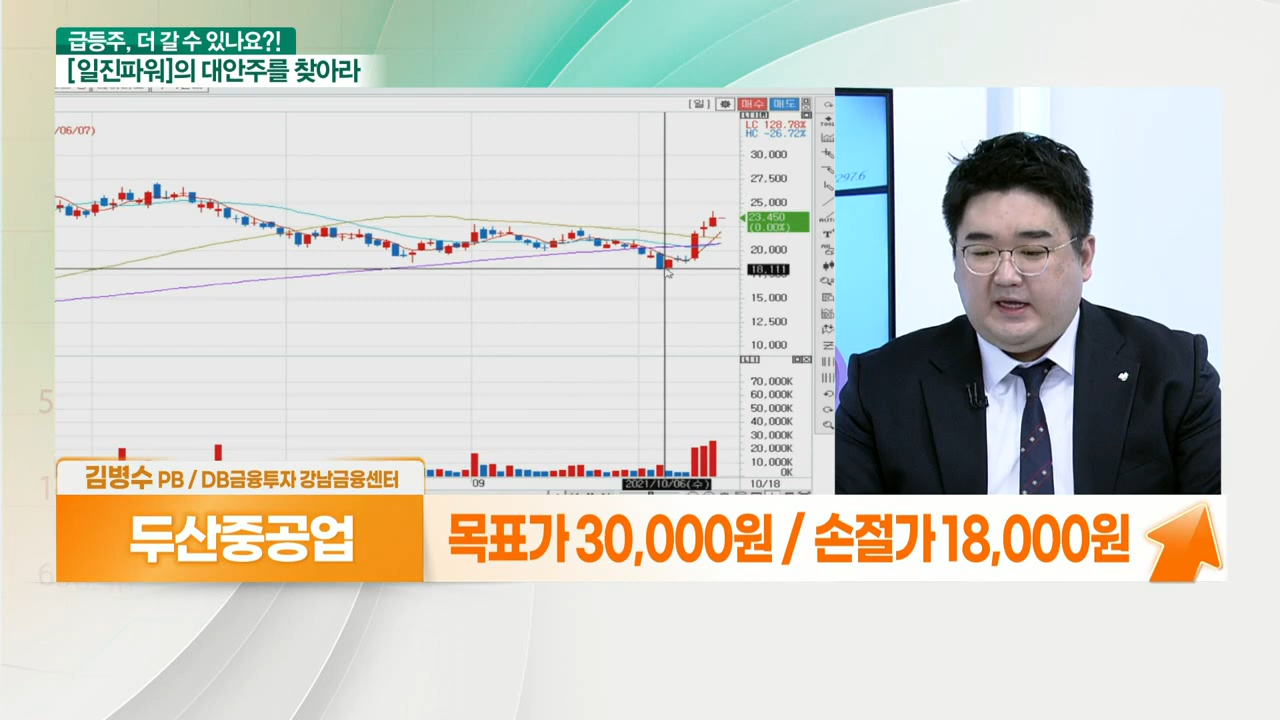 급등주, 더 갈 수 있나요?!
[일진파워]의 대안주를 찾아라
[일]
매수
매도
/06/07)
LC 128.78%
HC -26.72%
30,000
27,500
25,000
23,450
(0.00%)
20,000
18,111
15,000
12,500
10,000
297.6
70,000K
60,000K
50,000K
40,000K
30,000K
20,000K
10,000K
0K
09
2021/10/06(수)
10/18
김병수 PB / DB금융투자 강남금융센터
두산중공업
목표가 30,000원 / 손절가 18,000원